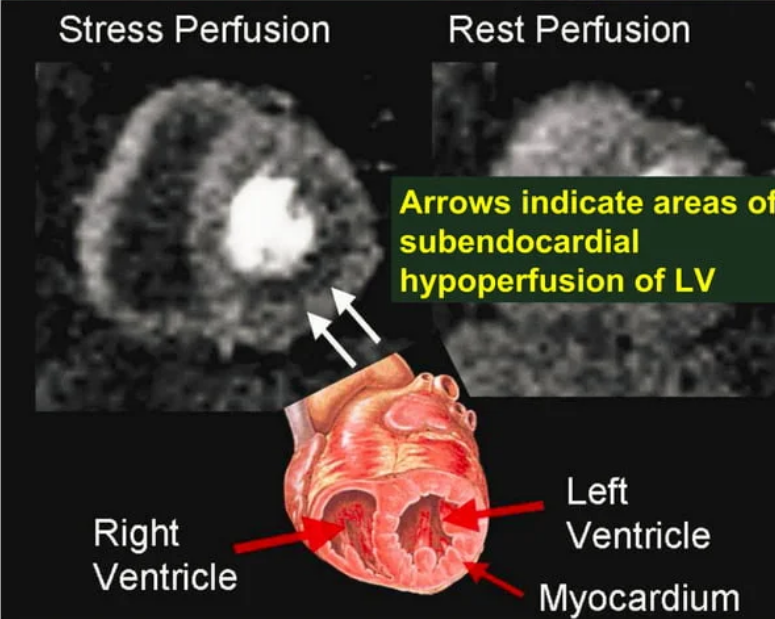 Stress Perfusion
Rest Perfusion
Arrows indicate areas of
subendocardial
hypoperfusion of LV
Left
Ventricle
Right
Ventricle
Myocardium